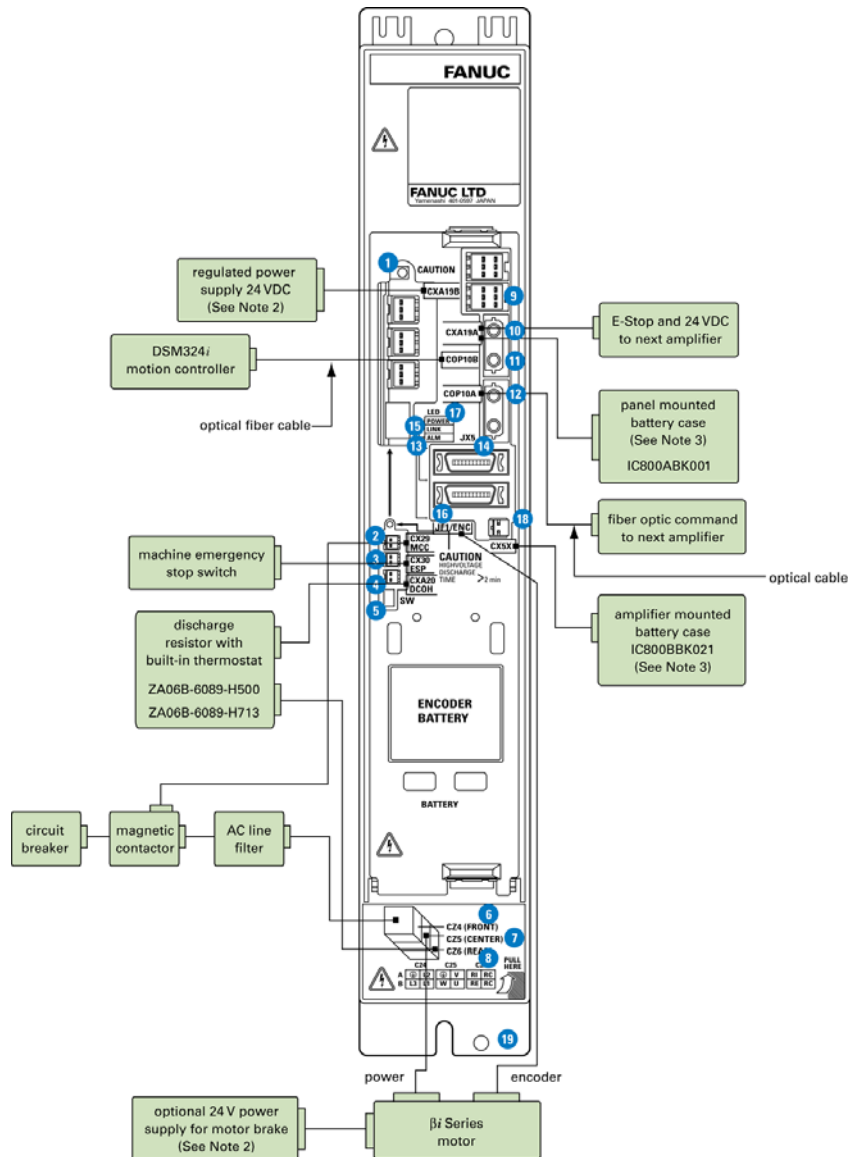 FANUC
FANUC LTD
Yamanashi 401-0597 JAPAN
1
CAUTION
regulated power
supply 24 VDC
(See Note 2)
CXA19B
9
CXA19A
10
E-Stop and 24 VDC
to next amplifier
DSM324i
motion controller
COP10B
11
optical fiber cable
COP10A
12
panel mounted
battery case
(See Note 3)
IC800ABK001
LED
17
POWER
15
LINK
13
ALM
JX5
14
16
JF1/ENC
18
fiber optic command
to next amplifier
2
CX29
MCC
CX5X
optical cable
machine emergency
stop switch
3
CX30
ESP
CAUTION
HIGHVOLTAGE
DISCHARGE
TIME >2 min
4
CXA20
DCOH
5
SW
amplifier mounted
battery case
IC800BBK021
(See Note 3)
discharge
resistor with
built-in thermostat
ZA06B-6089-H500
ZA06B-6089-H713
ENCODER
BATTERY
BATTERY
circuit
breaker
magnetic
contactor
AC line
filter
6
CZ4 (FRONT)
CZ5 (CENTER)
7
CZ6 (REAR)
8
PULL
HERE
C24 C25
A L2 V RI RC
B L3 L1 W U RE RC
19
power
encoder
optional 24 V power
supply for motor brake
(See Note 2)
βi Series
motor